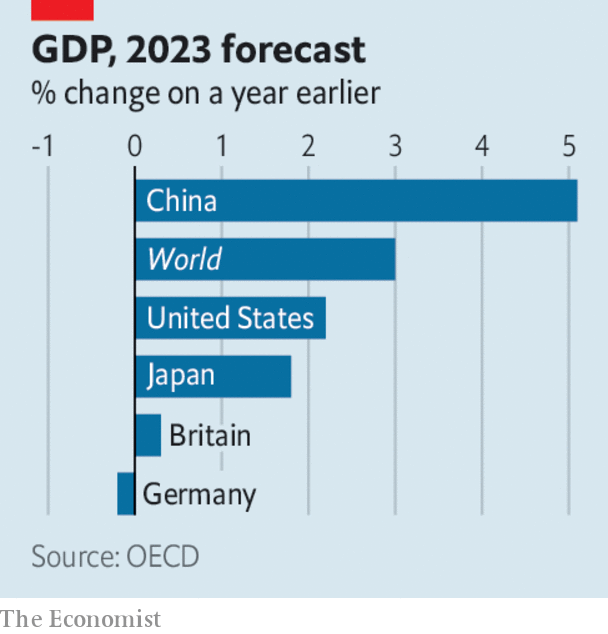 GDP, 2023 forecast
% change on a year earlier
-1 0 1 2 3 4 5
China
World
United States
Japan
Britain
Germany
Source: OECD
The Economist